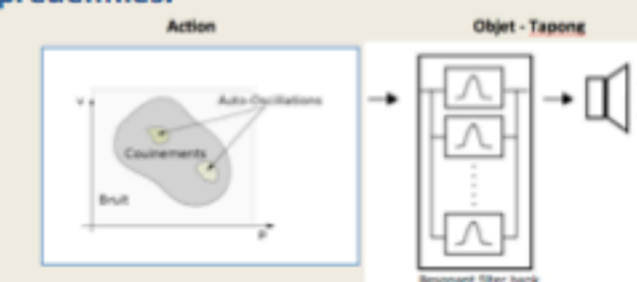 Action
Objet - Tapong
v
Auto-Oscillations
Couinements
Bruit
P
Resonant filter bank